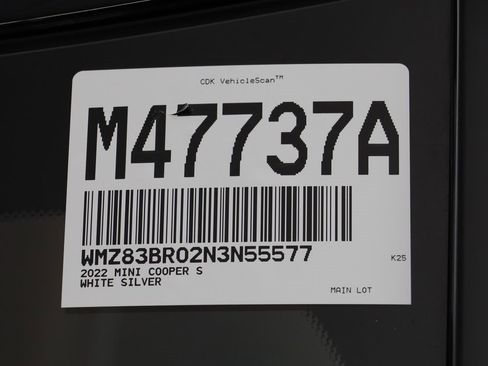 CDK VehicleScan™
M47737A
WMZ83BR02N3N55577
K25
2022 MINI COOPER S
WHITE SILVER
MAIN LOT